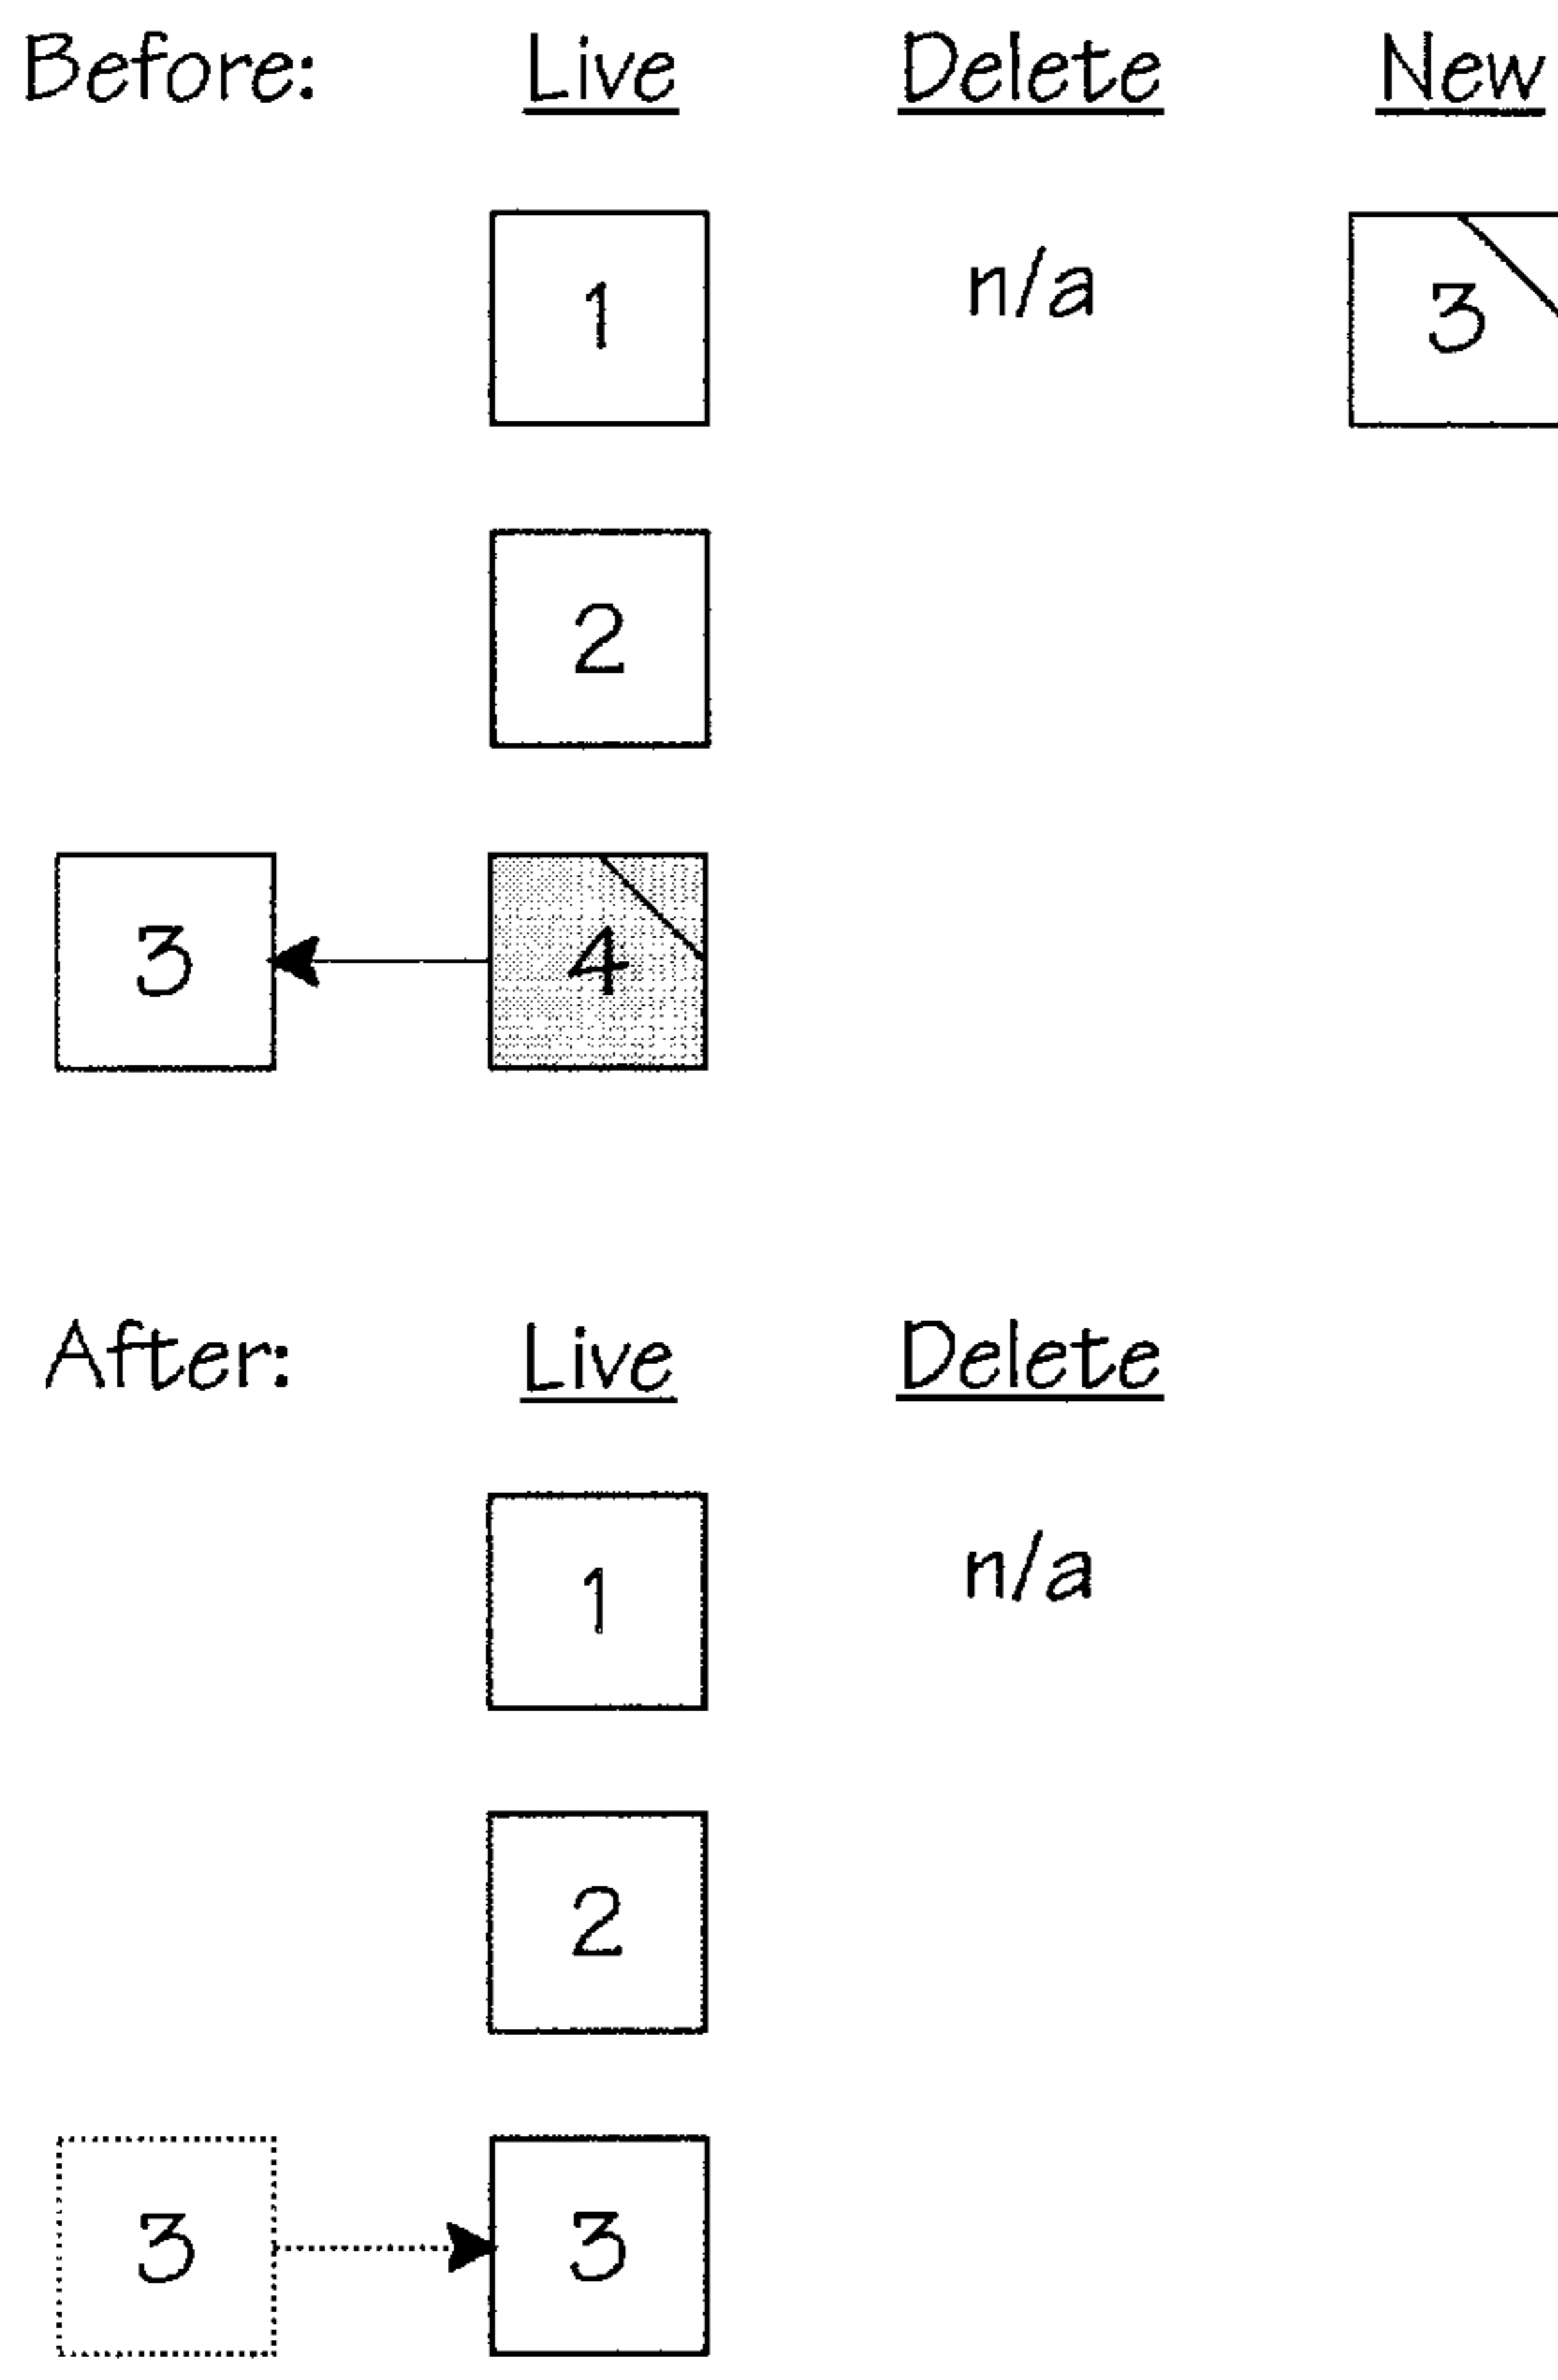 Before: Live Delete New
1 n/a 3
2
3 4
After: Live Delete
1 n/a
2
3 3